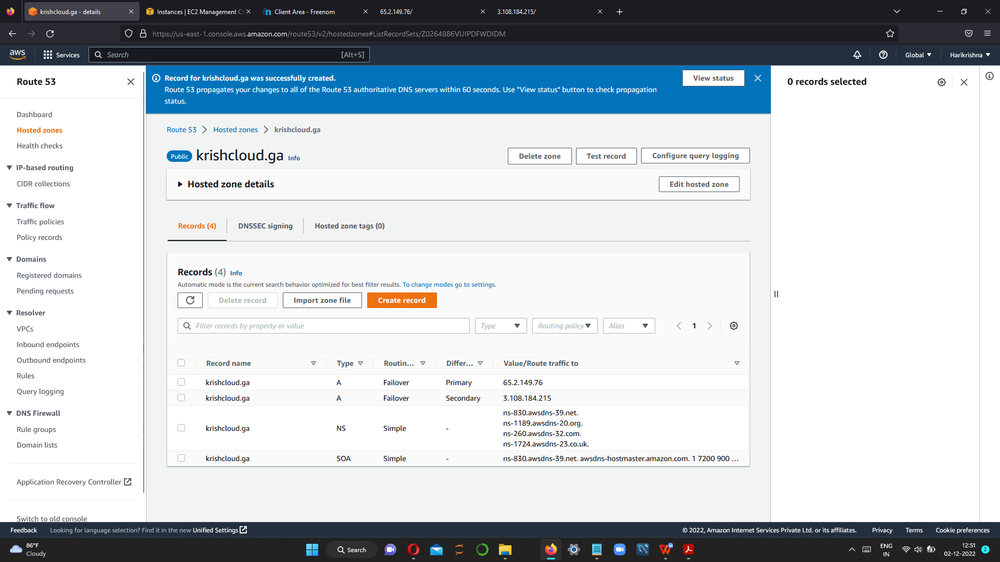 krishcloud.ga - details
Instances | EC2 Management Co
Client Area - Freenom
65.2.149.76/
3.108.184.215/
https://us-east-1.console.aws.amazon.com/route53/v2/hostedzones#ListRecordSets/Z0264886VUIPDFWDIDM
aws
Services
Search
[Alt+S]
Global
Harikrishna
Route 53
Dashboard
Hosted zones
Health checks
IP-based routing
CIDR collections
Traffic flow
Traffic policies
Policy records
Domains
Registered domains
Pending requests
Resolver
VPCs
Inbound endpoints
Outbound endpoints
Rules
Query logging
DNS Firewall
Rule groups
Domain lists
Application Recovery Controller
Switch to old console
Record for krishcloud.ga was successfully created.
Route 53 propagates your changes to all of the Route 53 authoritative DNS servers within 60 seconds. Use "View status" button to check propagation
status.
View status
Route 53
Hosted zones
krishcloud.ga
Public
krishcloud.ga
Info
Delete zone
Test record
Configure query logging
Hosted zone details
Edit hosted zone
Records (4)
DNSSEC signing
Hosted zone tags (0)
Records (4)
Info
Automatic mode is the current search behavior optimized for best filter results. To change modes go to settings.
Delete record
Import zone file
Create record
Filter records by property or value
Type
Routing policy
Alias
1
Record name
Type
Routin...
Differ...
Value/Route traffic to
krishcloud.ga
A
Failover
Primary
65.2.149.76
krishcloud.ga
A
Failover
Secondary
3.108.184.215
krishcloud.ga
NS
Simple
-
ns-830.awsdns-39.net.
ns-1189.awsdns-20.org.
ns-260.awsdns-32.com.
ns-1724.awsdns-23.co.uk.
krishcloud.ga
SOA
Simple
-
ns-830.awsdns-39.net. awsdns-hostmaster.amazon.com. 1 7200 900 ...
0 records selected
Feedback
Looking for language selection? Find it in the new Unified Settings
© 2022, Amazon Internet Services Private Ltd. or its affiliates.
Privacy
Terms
Cookie preferences
86°F
Cloudy
Search
ENG
IN
12:51
02-12-2022
2